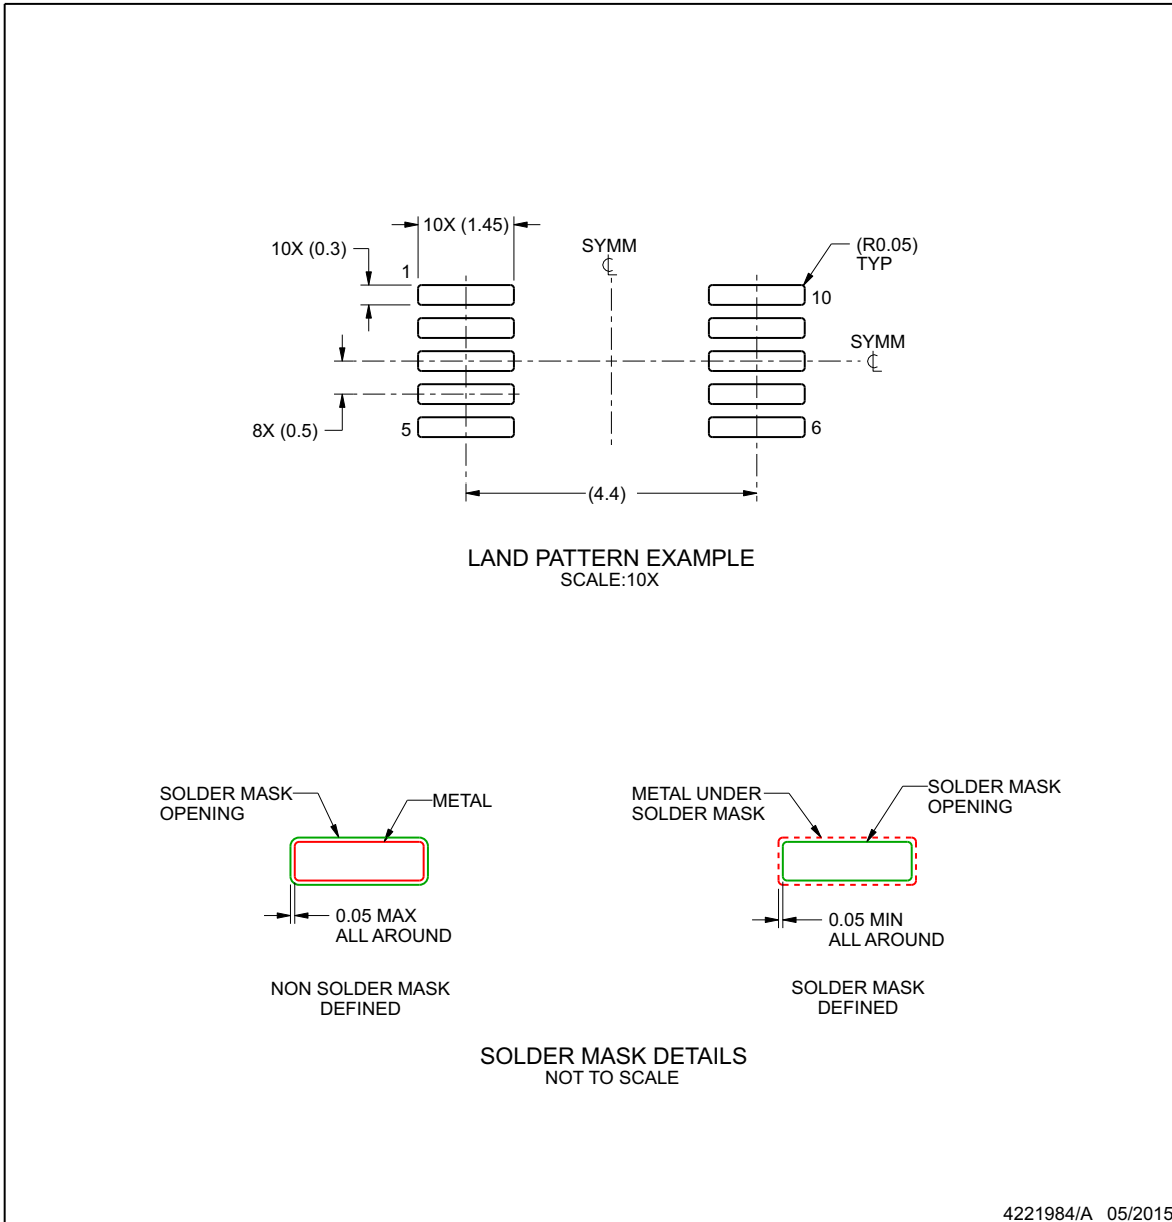 10X (1.45)
10X (0.3)
SYMM
(R0.05)
TYP
1
10
SYMM
8X (0.5)
5
6
(4.4)
LAND PATTERN EXAMPLE
SCALE:10X
SOLDER MASK
OPENING
METAL
0.05 MAX
ALL AROUND
NON SOLDER MASK
DEFINED
METAL UNDER
SOLDER MASK
SOLDER MASK
OPENING
0.05 MIN
ALL AROUND
SOLDER MASK
DEFINED
SOLDER MASK DETAILS
NOT TO SCALE
4221984/A 05/2015